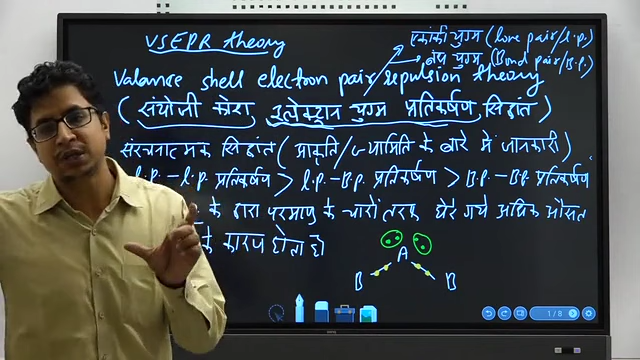 VSEPR theory
एकांकी युग्म (lone pair/l.p.)
बंध युग्म (Bond pair/B.P.)
Valance shell electron pair repulsion theory
(संयोजी कोश इलेक्ट्रान युग्म प्रतिकर्षण सिद्धांत)
संरचनात्मक सिद्धांत (प्राकृति/ज्यामिति के बारे में जानकारी)
l.p.-l.p. प्रतिकर्षण > l.p.-B.P. प्रतिकर्षण > B.P.-B.P. प्रतिकर्षण
के द्वारा परमाणु के चारों तरफ घेरे गये अधिक औसत
के कारण होता है
A
B B
1/8